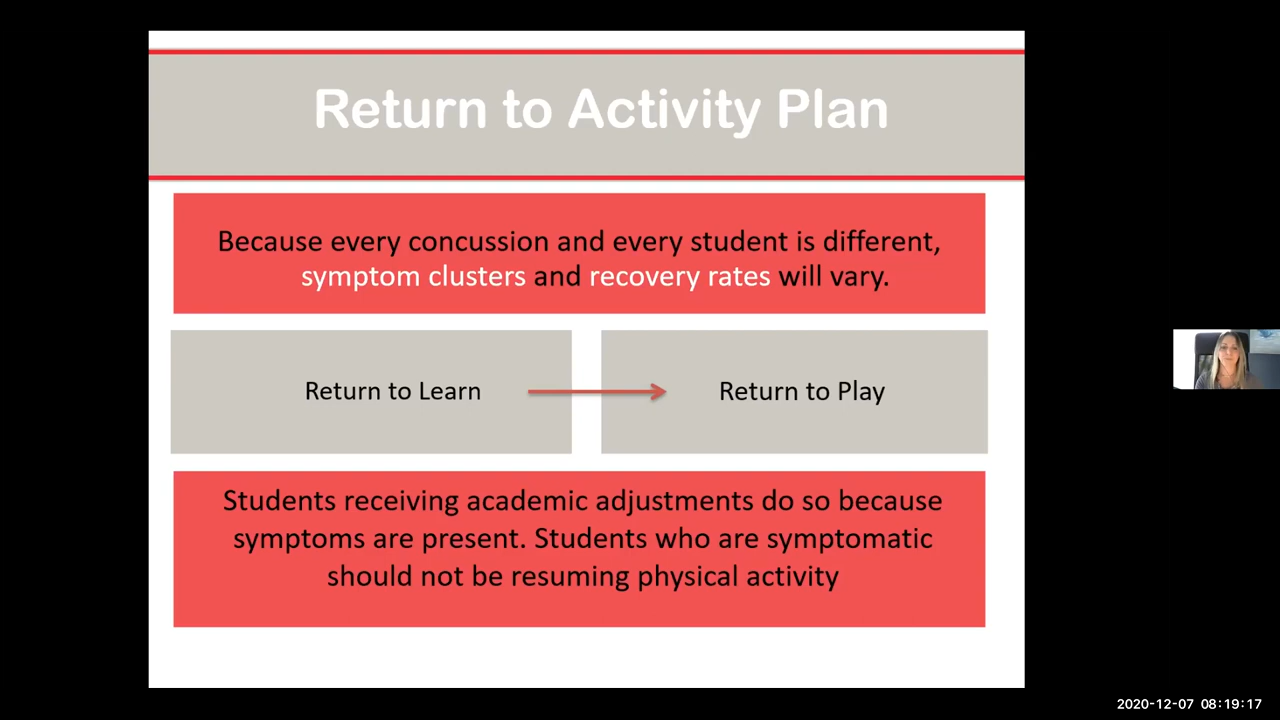 Return to Activity Plan
Because every concussion and every student is different,
symptom clusters and recovery rates will vary.
Return to Learn
Return to Play
Students receiving academic adjustments do so because
symptoms are present. Students who are symptomatic
should not be resuming physical activity
2020-12-07 08:19:17